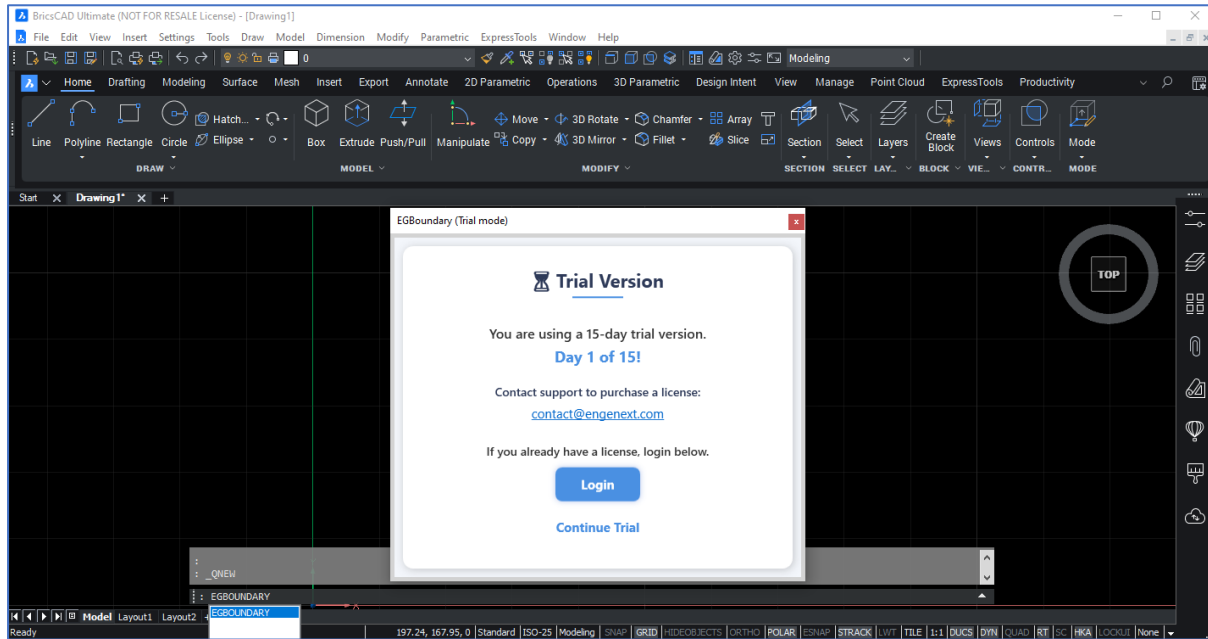 BricsCAD Ultimate (NOT FOR RESALE License) - [Drawing1]
File Edit View Insert Settings Tools Draw Model Dimension Modify Parametric ExpressTools Window Help
0 Modeling
Home Drafting Modeling Surface Mesh Insert Export Annotate 2D Parametric Operations 3D Parametric Design Intent View Manage Point Cloud ExpressTools Productivity
Hatch... Move 3D Rotate Chamfer Array
Line Polyline Rectangle Circle Ellipse Box Extrude Push/Pull Manipulate Copy 3D Mirror Fillet Slice Section Select Layers Create Block Views Controls Mode
DRAW MODEL MODIFY SECTION SELECT LAY... BLOCK VIE... CONTR... MODE
Start Drawing1*
EGBoundary (Trial mode)
Trial Version
TOP
You are using a 15-day trial version.
Day 1 of 15!
Contact support to purchase a license:
contact@engenext.com
If you already have a license, login below.
Login
Continue Trial
:
: _QNEW
: EGBOUNDARY
EGBOUNDARY
X
Model Layout1 Layout2
Ready 197.24, 167.95, 0 Standard ISO-25 Modeling SNAP GRID HIDEOBJECTS ORTHO POLAR ESNAP STRACK LWT TILE 1:1 DUCS DYN QUAD RT SC HKA LOCKUI None